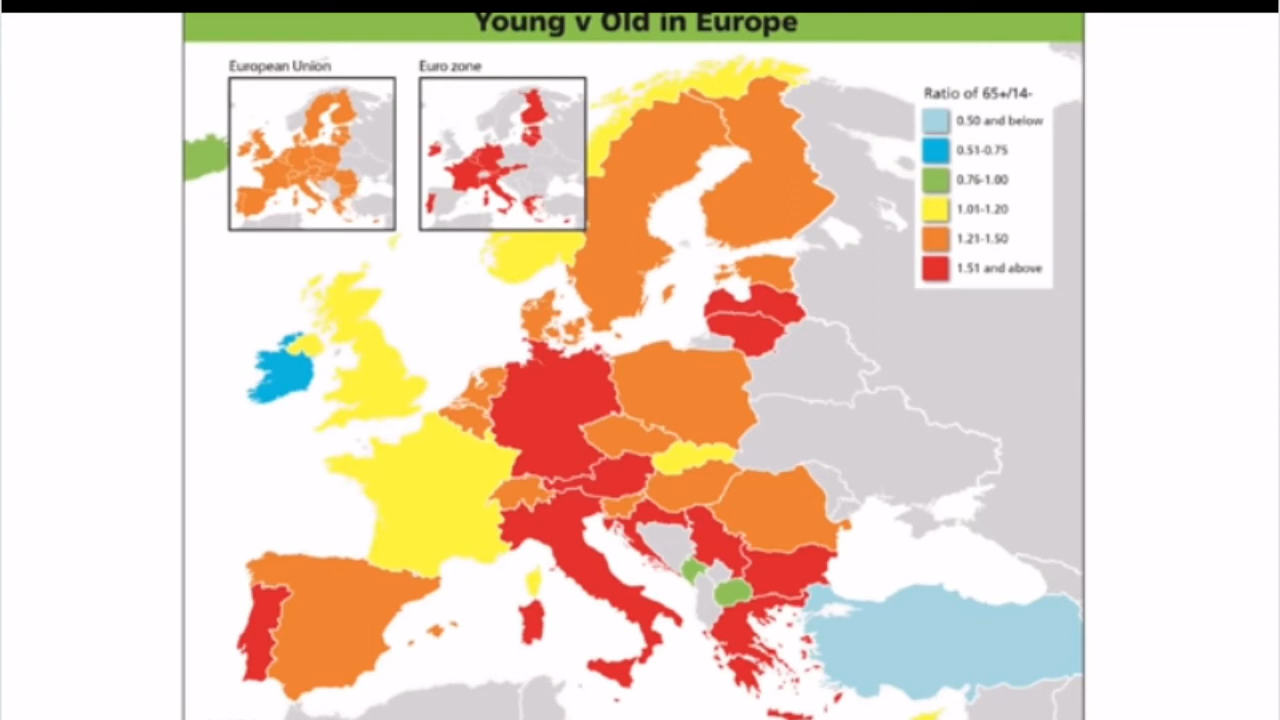 Young v Old in Europe
European Union
Euro zone
Ratio of 65+/14-
0.50 and below
0.51-0.75
0.76-1.00
1.01-1.20
1.21-1.50
1.51 and above